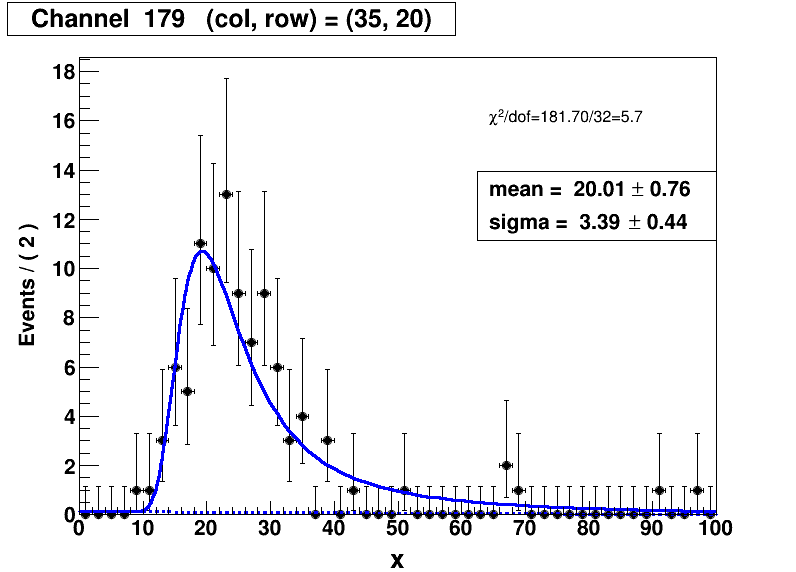 Channel  179   (col, row) = (35, 20)
χ²/dof=181.70/32=5.7
mean =  20.01 ± 0.76
sigma =  3.39 ± 0.44
Events / ( 2 )
18
16
14
12
10
8
6
4
2
0
0 10 20 30 40 50 60 70 80 90 100
x